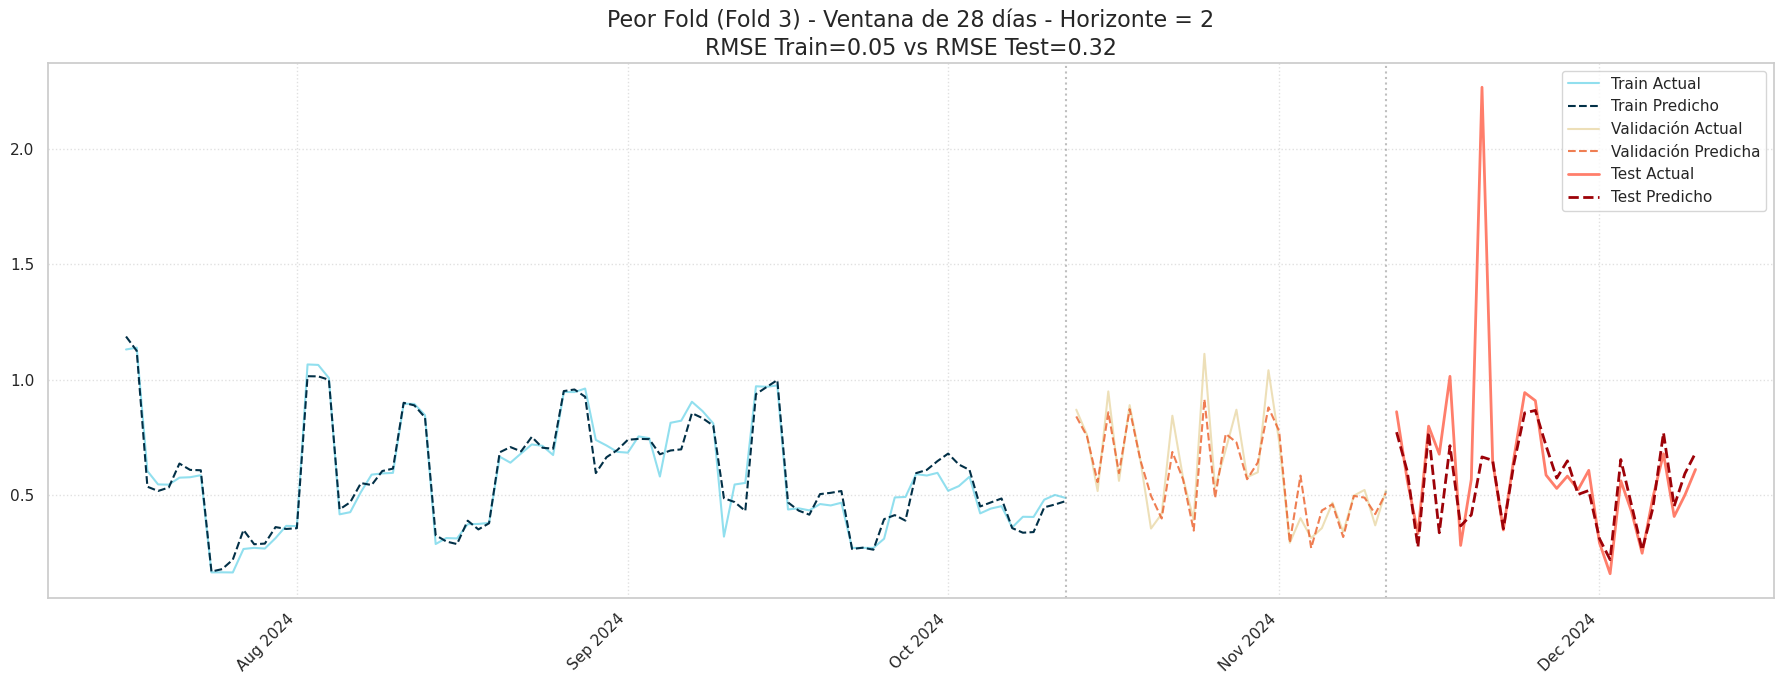 Peor Fold (Fold 3) - Ventana de 28 días - Horizonte = 2
RMSE Train=0.05 vs RMSE Test=0.32
Train Actual
Train Predicho
Validación Actual
Validación Predicha
Test Actual
Test Predicho
2.0
1.5
1.0
0.5
Aug 2024
Sep 2024
Oct 2024
Nov 2024
Dec 2024